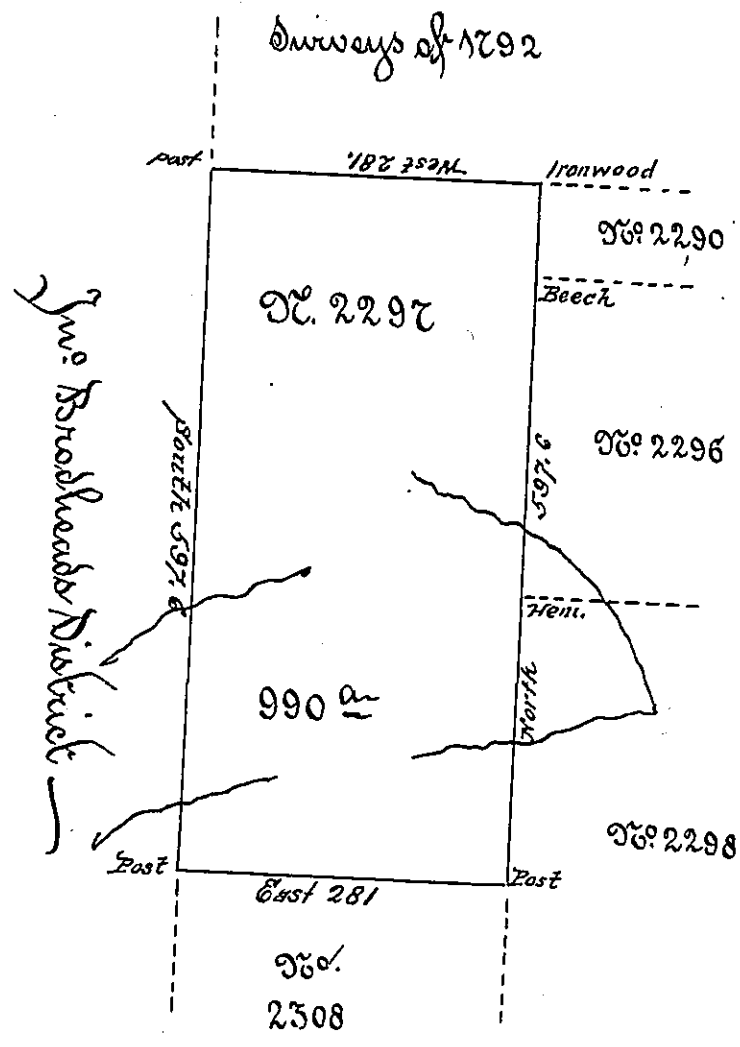 Surveys of 1792
post
West 281.
Ironwood
No. 2290
Beech
No. 2297
Jno. Brodheads District
South 597.6
597.6
No. 2296
Hem.
North
990 a
No. 2298
Post
East 281
Post
No.
2308